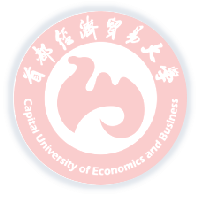 首都经济贸易大学
Capital University of Economics and Business